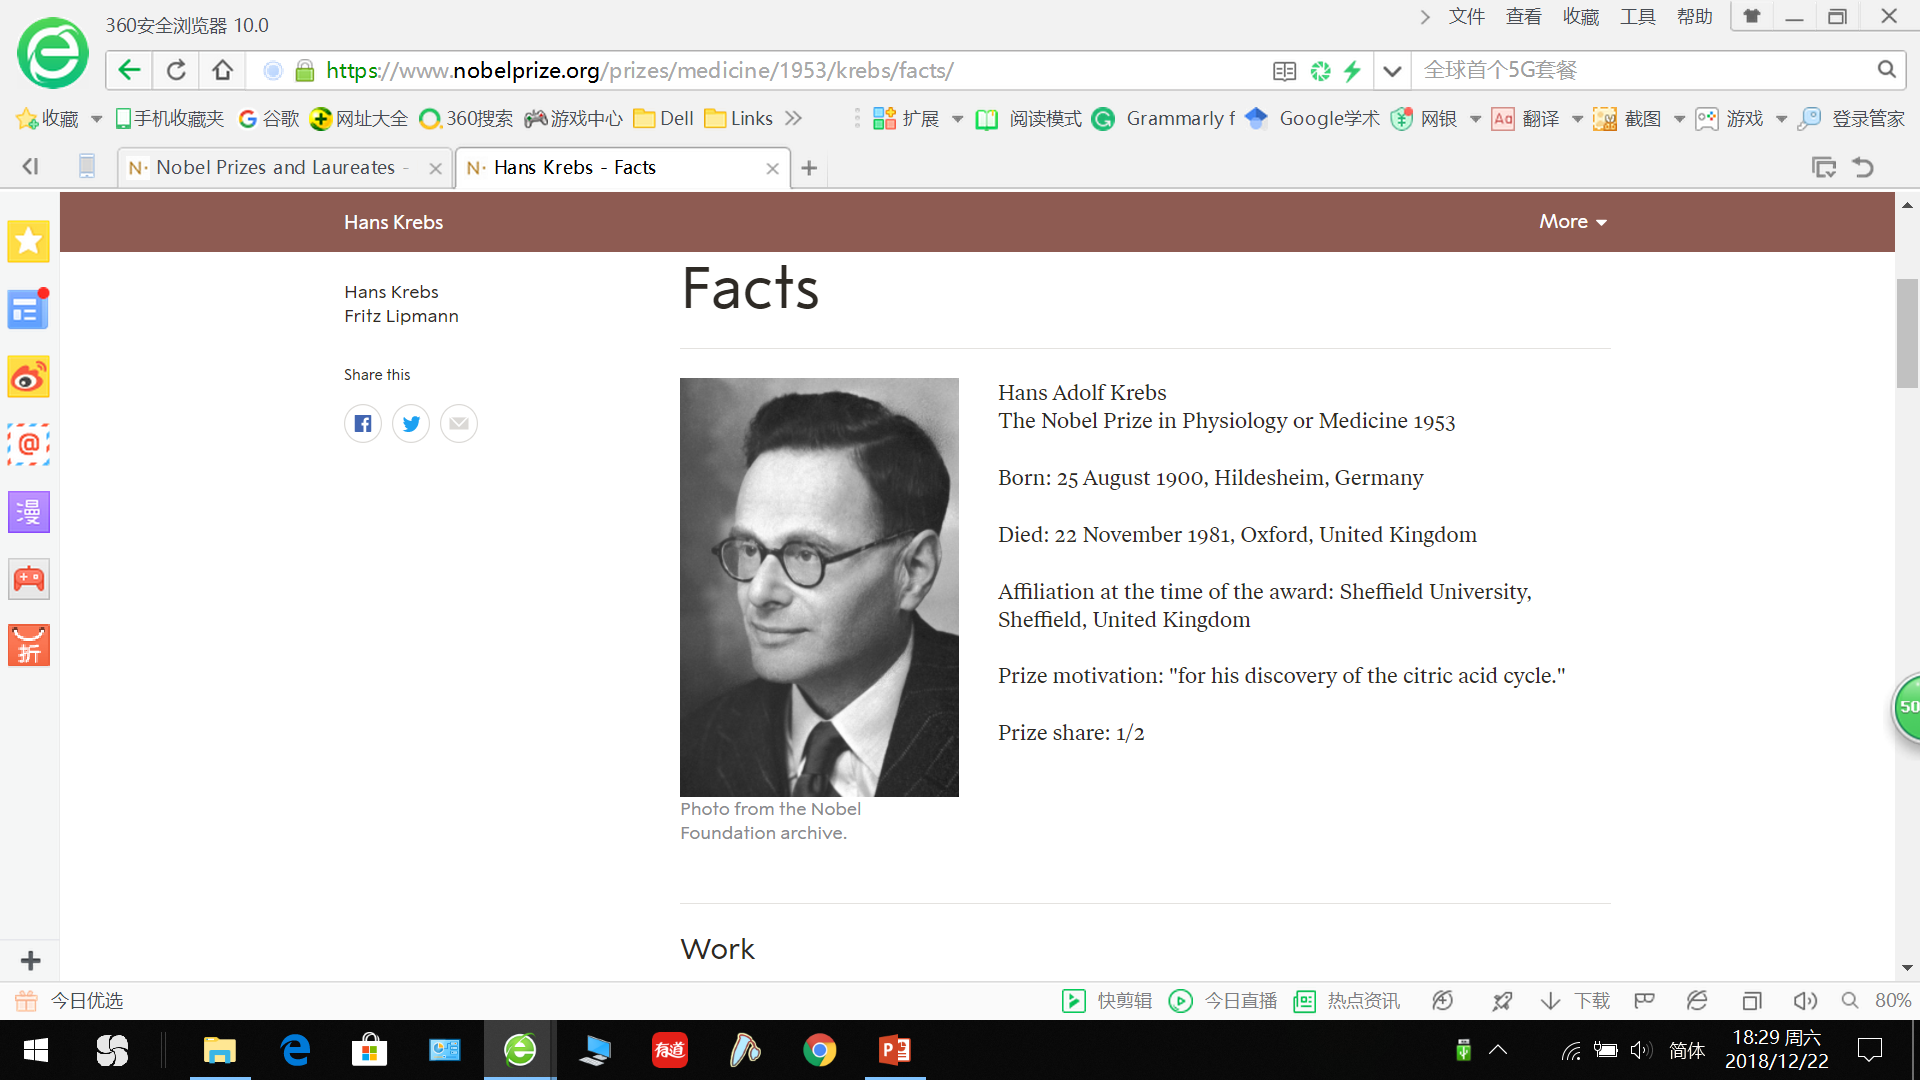 360安全浏览器 10.0
文件 查看 收藏 工具 帮助
https://www.nobelprize.org/prizes/medicine/1953/krebs/facts/
全球首个5G套餐
收藏 手机收藏夹 谷歌 网址大全 360搜索 游戏中心 Dell Links 扩展 阅读模式 Grammarly f Google学术 网银 翻译 截图 游戏 登录管家
Nobel Prizes and Laureates -
Hans Krebs - Facts
Hans Krebs
More
Hans Krebs
Fritz Lipmann
Share this
Facts
Hans Adolf Krebs
The Nobel Prize in Physiology or Medicine 1953
Born: 25 August 1900, Hildesheim, Germany
Died: 22 November 1981, Oxford, United Kingdom
Affiliation at the time of the award: Sheffield University,
Sheffield, United Kingdom
Prize motivation: "for his discovery of the citric acid cycle."
Prize share: 1/2
Photo from the Nobel
Foundation archive.
Work
漫
折
50
今日优选
快剪辑 今日直播 热点资讯 下载 80%
有道
简体
18:29 周六
2018/12/22